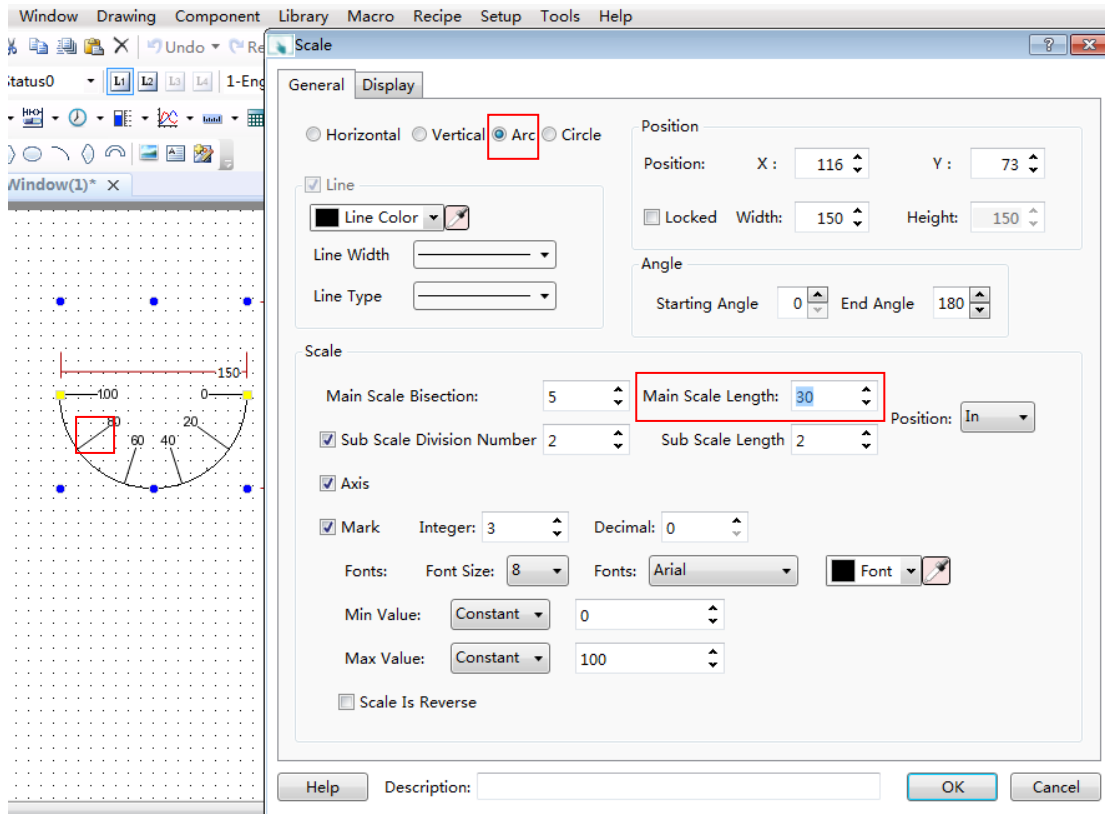 Window Drawing Component Library Macro Recipe Setup Tools Help
Undo Re
Status0 L1 L2 L3 L4 1-Eng
Window(1)* X
150
100 0
80 20
60 40
Scale
General Display
Horizontal Vertical Arc Circle
Line
Line Color
Line Width
Line Type
Position
Position: X : 116 Y : 73
Locked Width: 150 Height: 150
Angle
Starting Angle 0 End Angle 180
Scale
Main Scale Bisection: 5 Main Scale Length: 30 Position: In
Sub Scale Division Number 2 Sub Scale Length 2
Axis
Mark Integer: 3 Decimal: 0
Fonts: Font Size: 8 Fonts: Arial Font
Min Value: Constant 0
Max Value: Constant 100
Scale Is Reverse
Help Description: OK Cancel